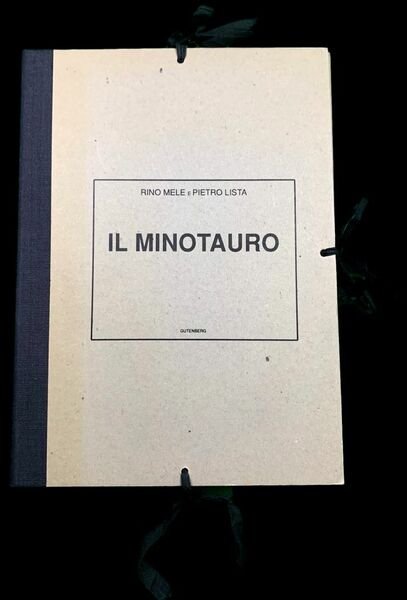 RINO MELE E PIETRO LISTA
IL MINOTAURO
GUTENBERG